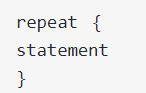 repeat {
statement
}